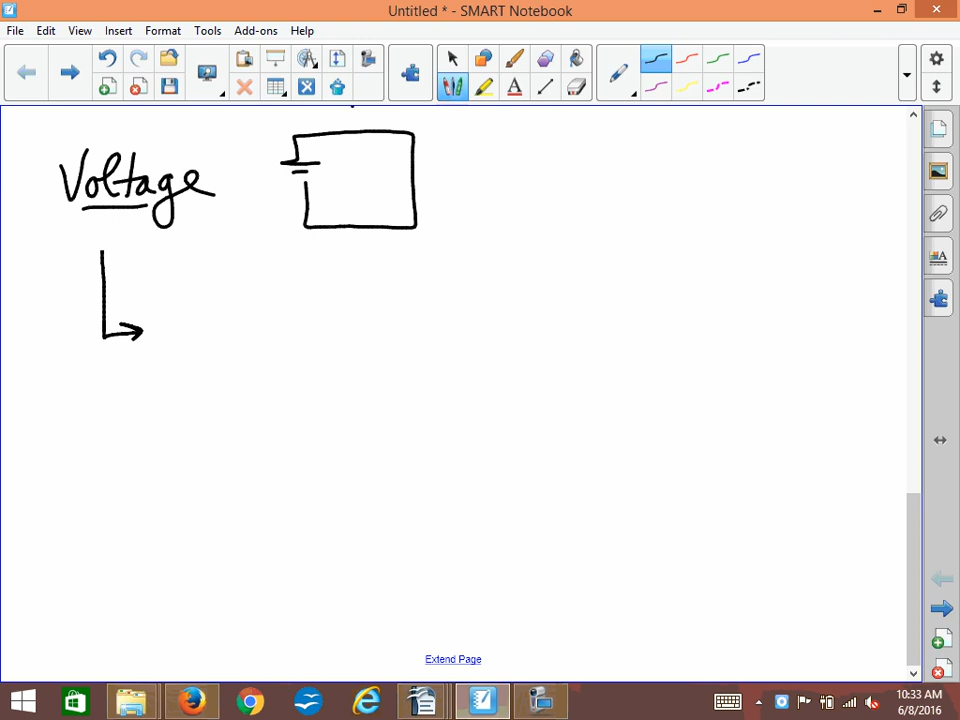 Untitled * - SMART Notebook
File Edit View Insert Format Tools Add-ons Help
Voltage
Extend Page
10:33 AM
6/8/2016